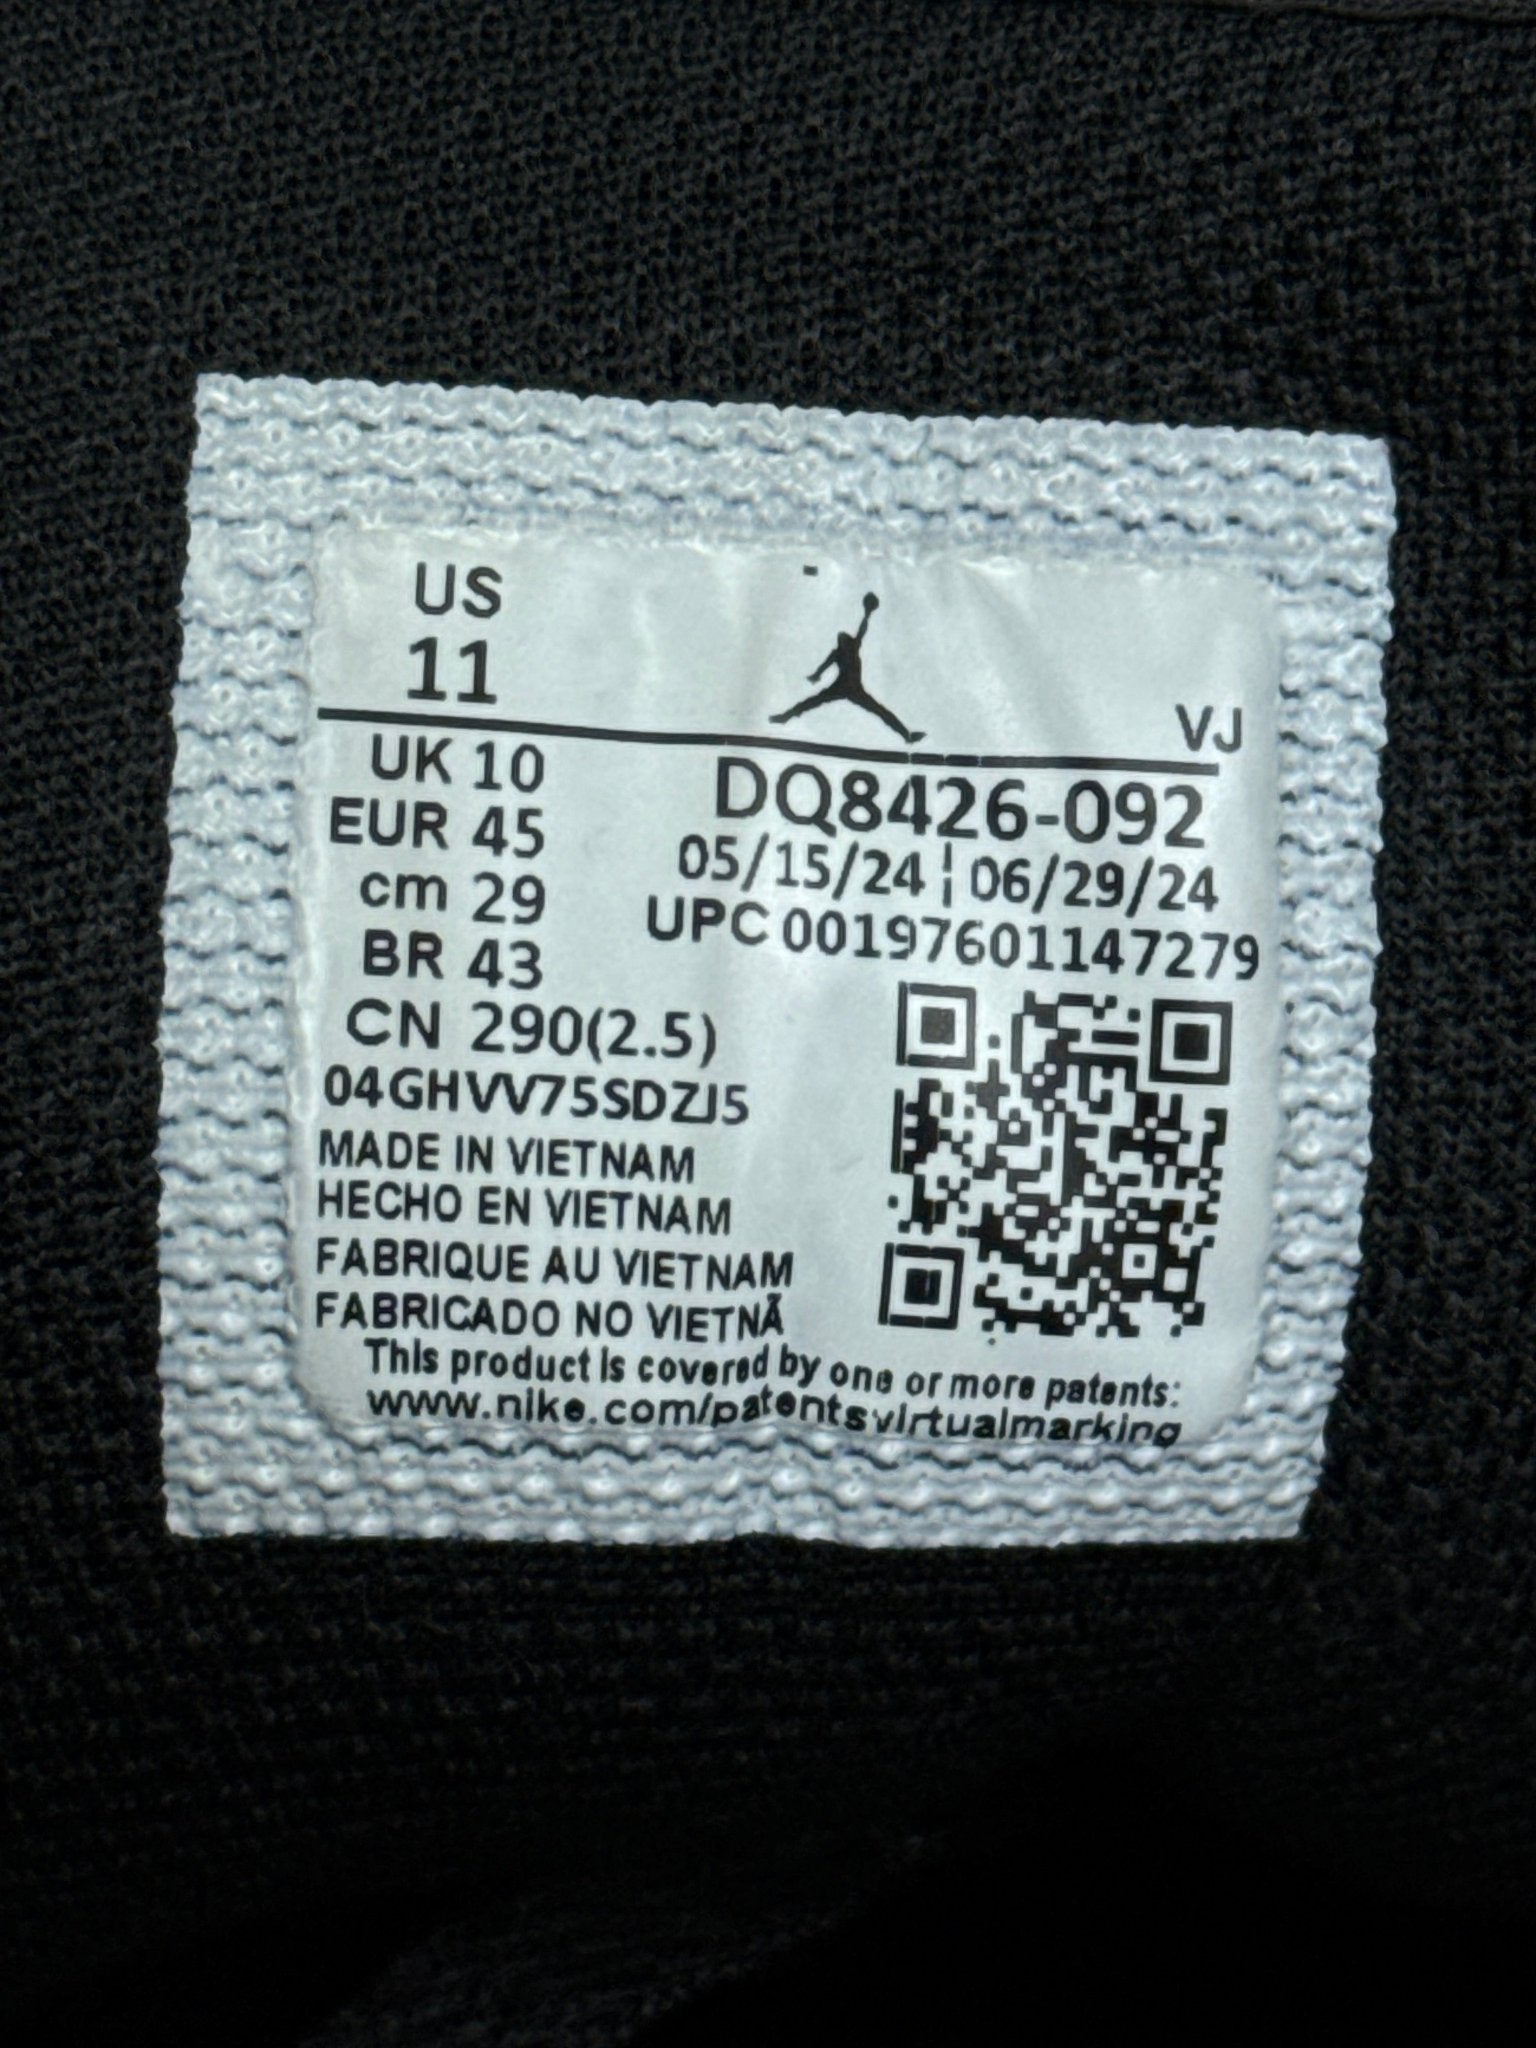 US
11
VJ
UK 10
EUR 45
cm 29
BR 43
CN 290(2.5)
DQ8426-092
05/15/24 ¦ 06/29/24
UPC 00197601147279
04GHVV75SDZJ5
MADE IN VIETNAM
HECHO EN VIETNAM
FABRIQUE AU VIETNAM
FABRICADO NO VIETNÃ
This product is covered by one or more patents:
www.nike.com/patentsvirtualmarking